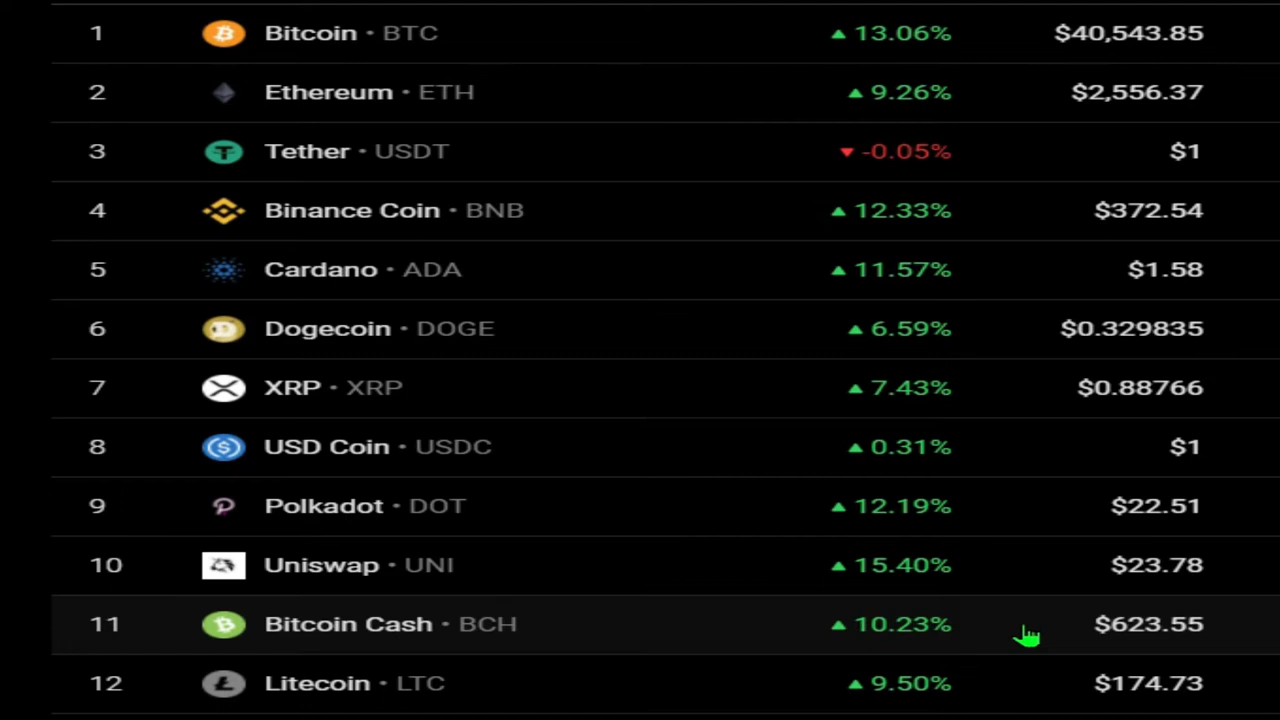 1 Bitcoin • BTC ▲ 13.06% $40,543.85
2 Ethereum • ETH ▲ 9.26% $2,556.37
3 Tether • USDT ▼ -0.05% $1
4 Binance Coin • BNB ▲ 12.33% $372.54
5 Cardano • ADA ▲ 11.57% $1.58
6 Dogecoin • DOGE ▲ 6.59% $0.329835
7 XRP • XRP ▲ 7.43% $0.88766
8 USD Coin • USDC ▲ 0.31% $1
9 Polkadot • DOT ▲ 12.19% $22.51
10 Uniswap • UNI ▲ 15.40% $23.78
11 Bitcoin Cash • BCH ▲ 10.23% $623.55
12 Litecoin • LTC ▲ 9.50% $174.73